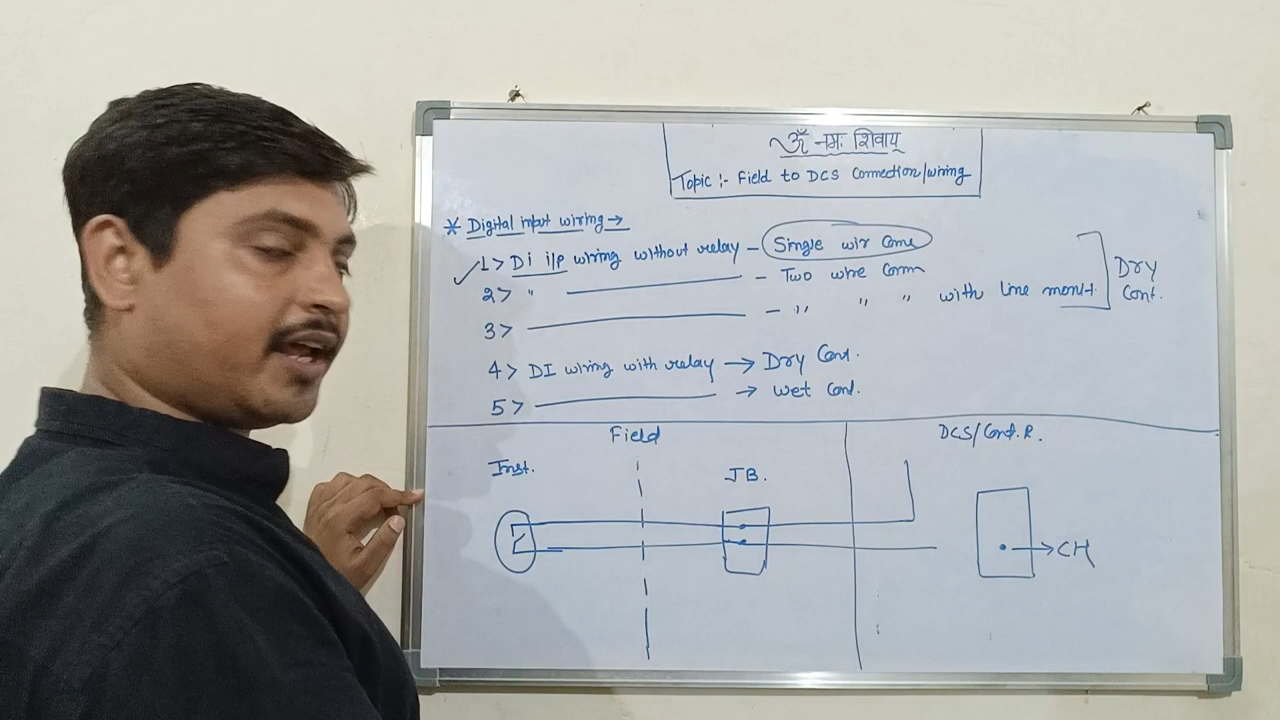 ॐ नमः शिवाय
Topic :- Field to DCS Connection/wiring
* Digital input wiring →
1> Di i/p wiring without relay - Single wir Comn
2> " ———— - Two wire Comm
3> ———— - " " " with line monit.
Dry
Cont.
4> DI wiring with relay → Dry Cont.
5> ———— → wet Cont.
Field
DCS/Cont.R.
Inst.
JB.
CH